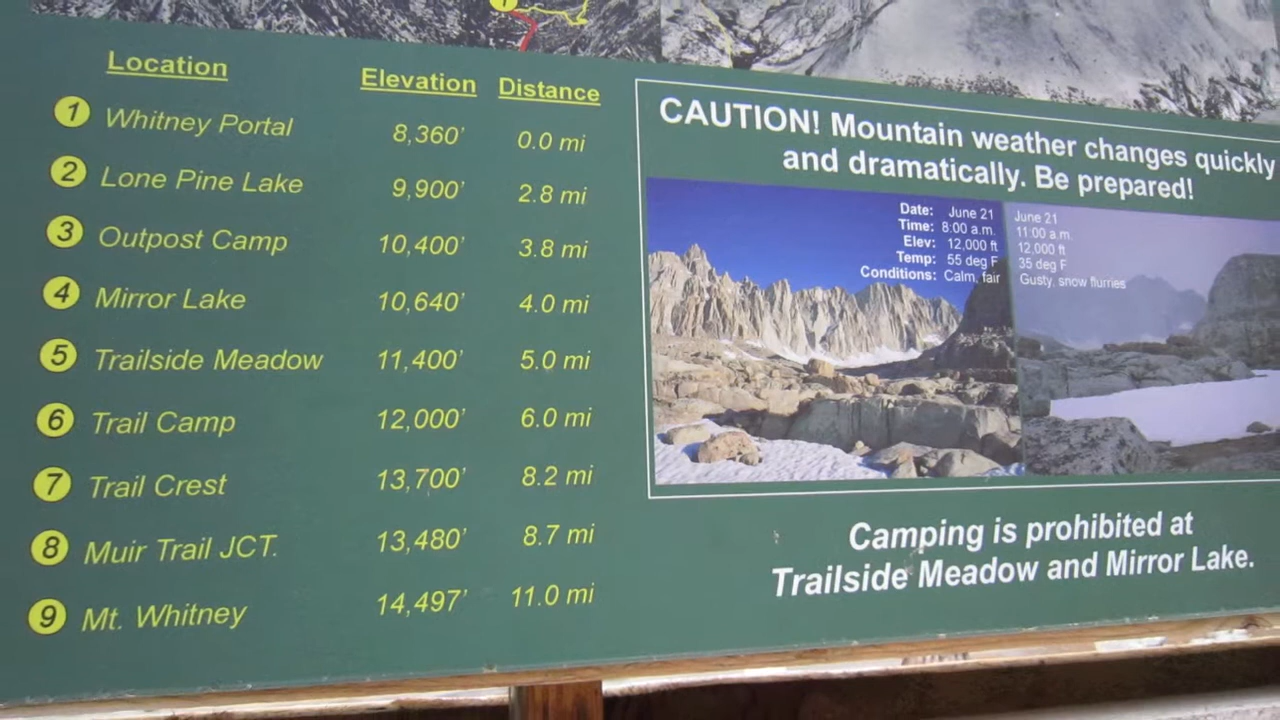 Location Elevation Distance
1 Whitney Portal 8,360' 0.0 mi
2 Lone Pine Lake 9,900' 2.8 mi
3 Outpost Camp 10,400' 3.8 mi
4 Mirror Lake 10,640' 4.0 mi
5 Trailside Meadow 11,400' 5.0 mi
6 Trail Camp 12,000' 6.0 mi
7 Trail Crest 13,700' 8.2 mi
8 Muir Trail JCT. 13,480' 8.7 mi
9 Mt. Whitney 14,497' 11.0 mi
CAUTION! Mountain weather changes quickly
and dramatically. Be prepared!
Date: June 21
Time: 8:00 a.m.
Elev: 12,000 ft
Temp: 55 deg F
Conditions: Calm, fair
June 21
11:00 a.m.
12,000 ft
35 deg F
Gusty, snow flurries
Camping is prohibited at
Trailside Meadow and Mirror Lake.